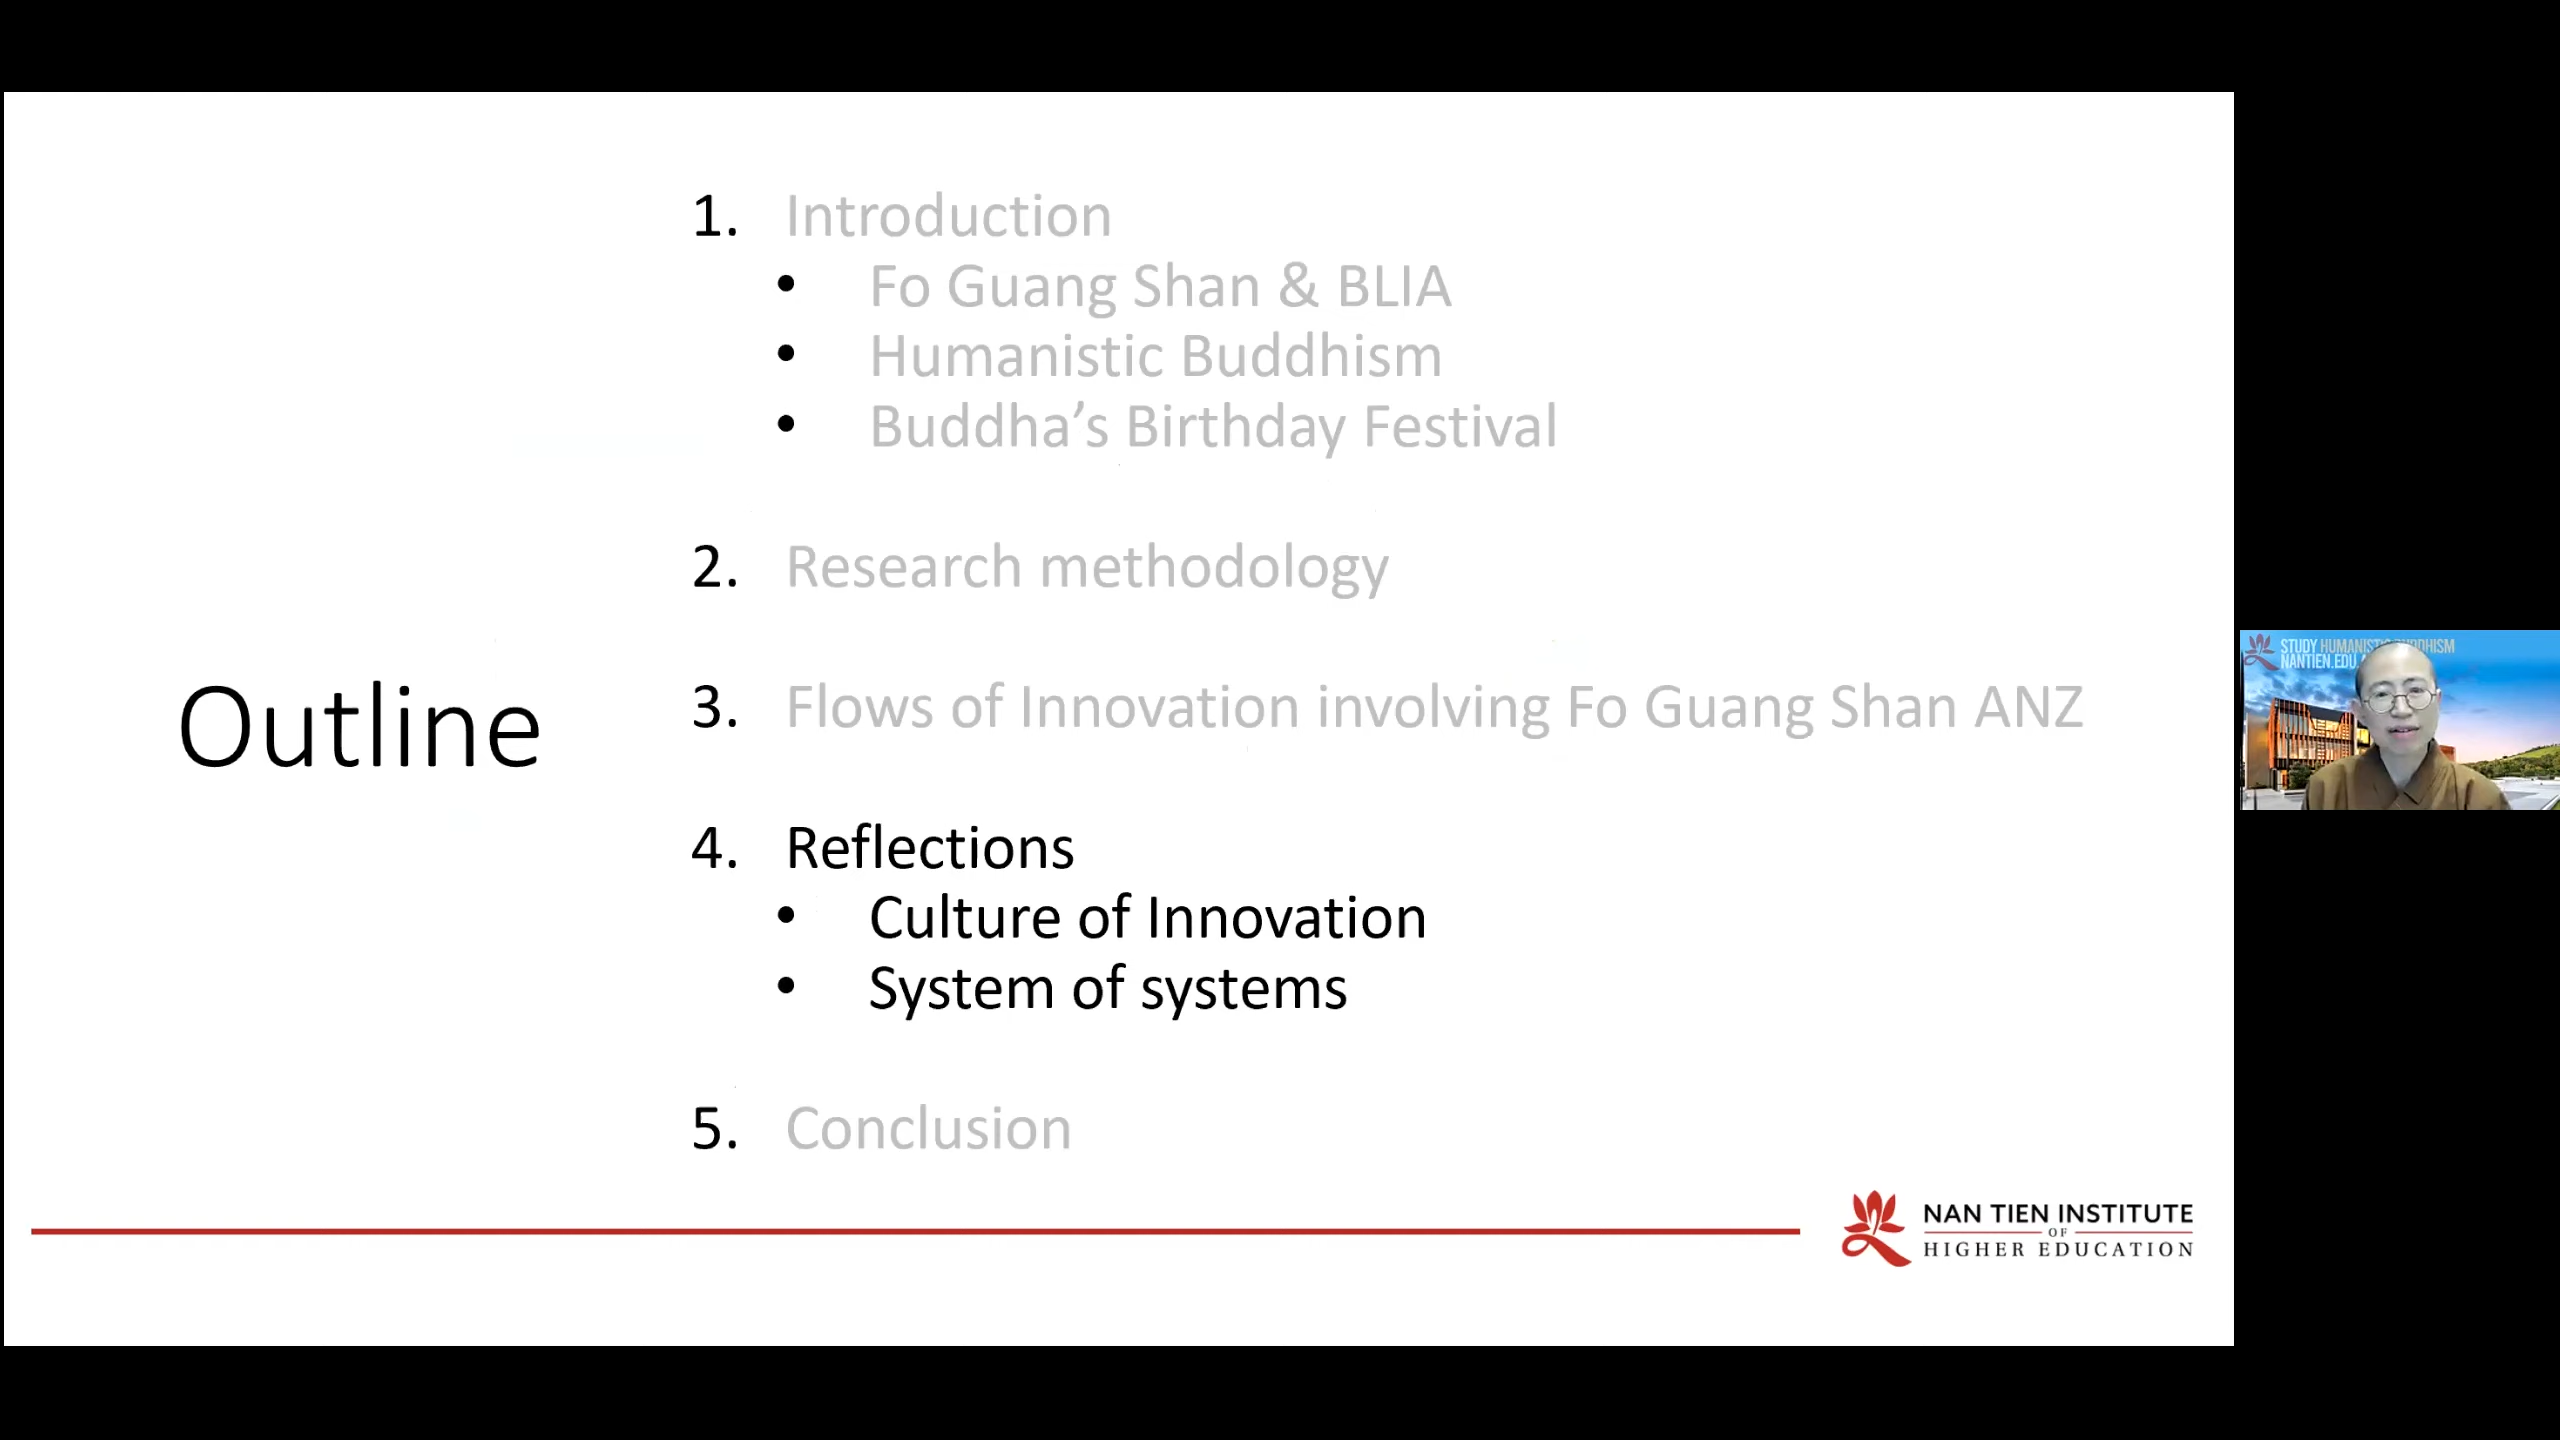 Outline
1. Introduction
• Fo Guang Shan & BLIA
• Humanistic Buddhism
• Buddha’s Birthday Festival
2. Research methodology
3. Flows of Innovation involving Fo Guang Shan ANZ
4. Reflections
• Culture of Innovation
• System of systems
5. Conclusion
NAN TIEN INSTITUTE
OF
HIGHER EDUCATION
STUDY
NANTIEN.EDU